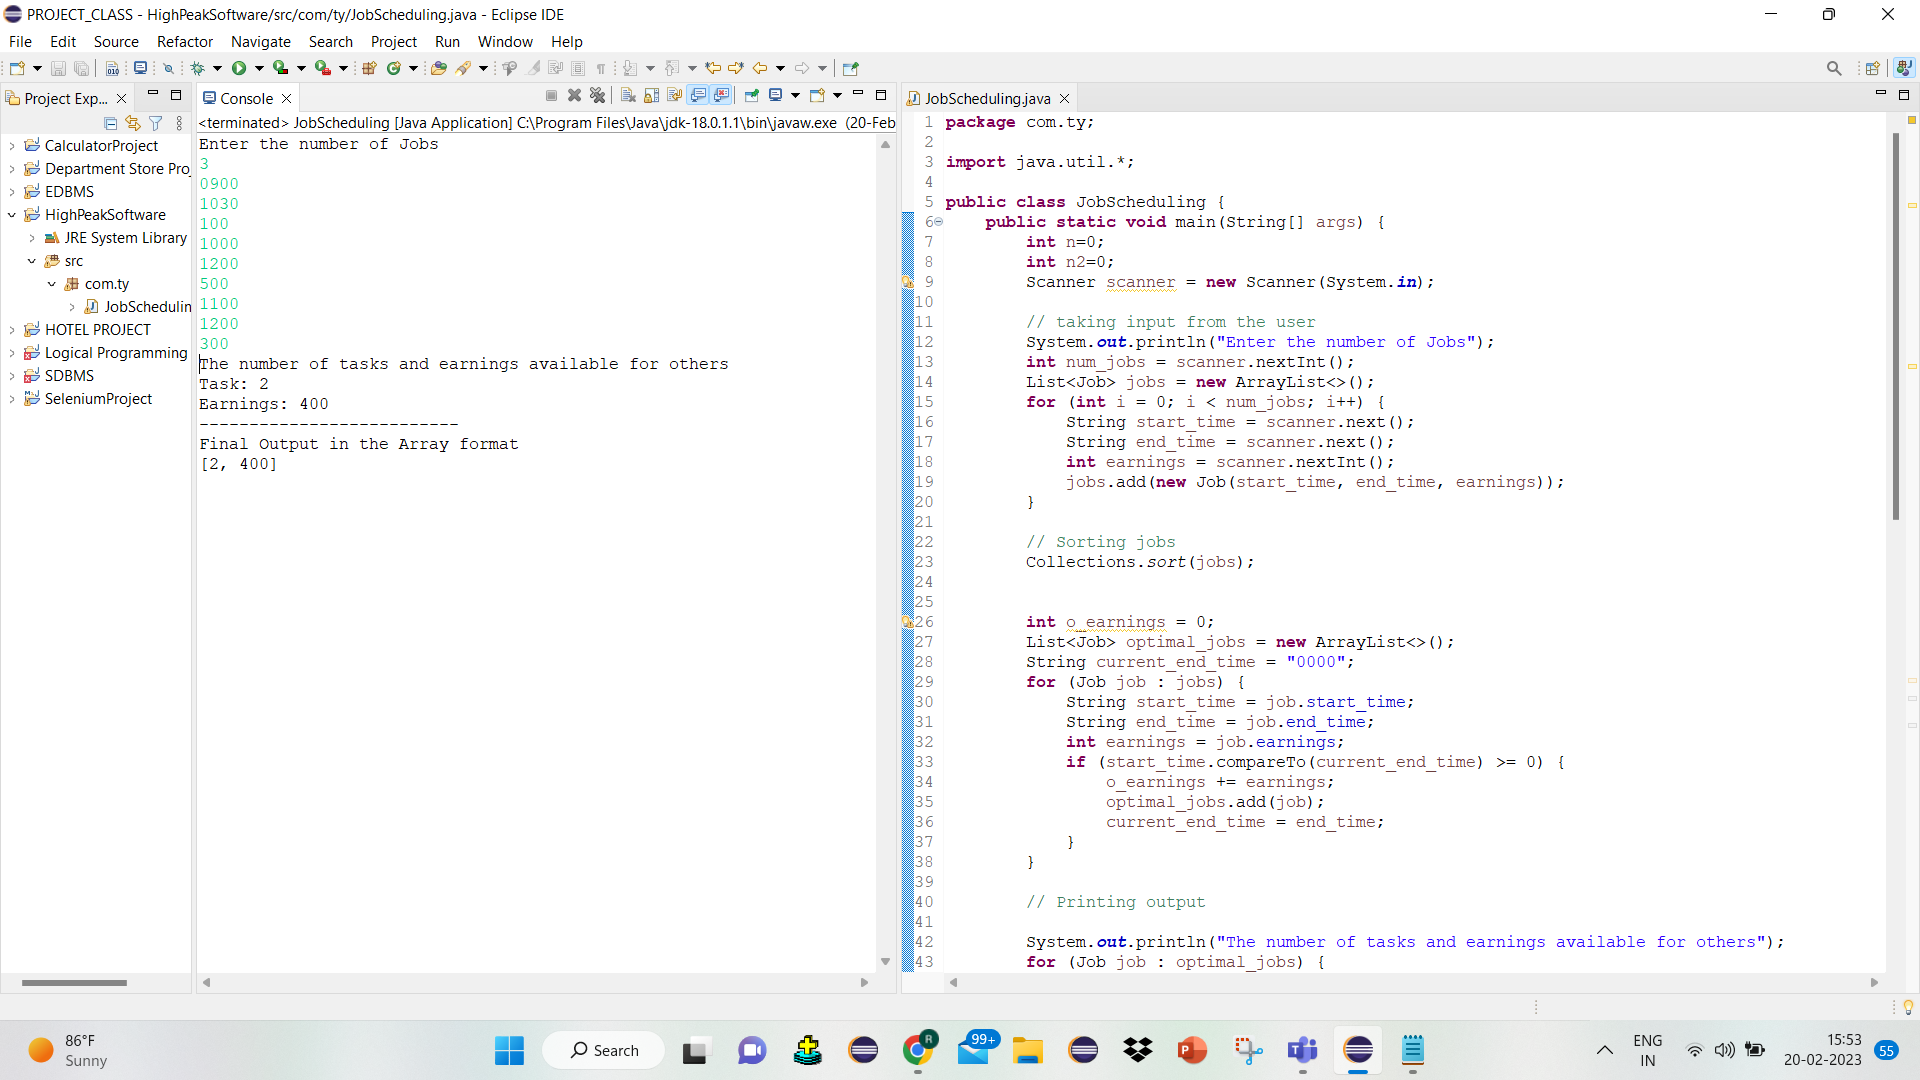 PROJECT_CLASS - HighPeakSoftware/src/com/ty/JobScheduling.java - Eclipse IDE
File Edit Source Refactor Navigate Search Project Run Window Help
Project Exp...
CalculatorProject
Department Store Pro
EDBMS
HighPeakSoftware
JRE System Library
src
com.ty
JobSchedulin
HOTEL PROJECT
Logical Programming
SDBMS
SeleniumProject
Console
<terminated> JobScheduling [Java Application] C:\Program Files\Java\jdk-18.0.1.1\bin\javaw.exe (20-Feb
Enter the number of Jobs
3
0900
1030
100
1000
1200
500
1100
1200
300
The number of tasks and earnings available for others
Task: 2
Earnings: 400
--------------------------
Final Output in the Array format
[2, 400]
JobScheduling.java
1 package com.ty;
2
3 import java.util.*;
4
5 public class JobScheduling {
6 public static void main(String[] args) {
7 int n=0;
8 int n2=0;
9 Scanner scanner = new Scanner(System.in);
10
11 // taking input from the user
12 System.out.println("Enter the number of Jobs");
13 int num_jobs = scanner.nextInt();
14 List<Job> jobs = new ArrayList<>();
15 for (int i = 0; i < num_jobs; i++) {
16 String start_time = scanner.next();
17 String end_time = scanner.next();
18 int earnings = scanner.nextInt();
19 jobs.add(new Job(start_time, end_time, earnings));
20 }
21
22 // Sorting jobs
23 Collections.sort(jobs);
24
25
26 int o_earnings = 0;
27 List<Job> optimal_jobs = new ArrayList<>();
28 String current_end_time = "0000";
29 for (Job job : jobs) {
30 String start_time = job.start_time;
31 String end_time = job.end_time;
32 int earnings = job.earnings;
33 if (start_time.compareTo(current_end_time) >= 0) {
34 o_earnings += earnings;
35 optimal_jobs.add(job);
36 current_end_time = end_time;
37 }
38 }
39
40 // Printing output
41
42 System.out.println("The number of tasks and earnings available for others");
43 for (Job job : optimal_jobs) {
86°F
Sunny
Search
R
99+
ENG
IN
15:53
20-02-2023
55